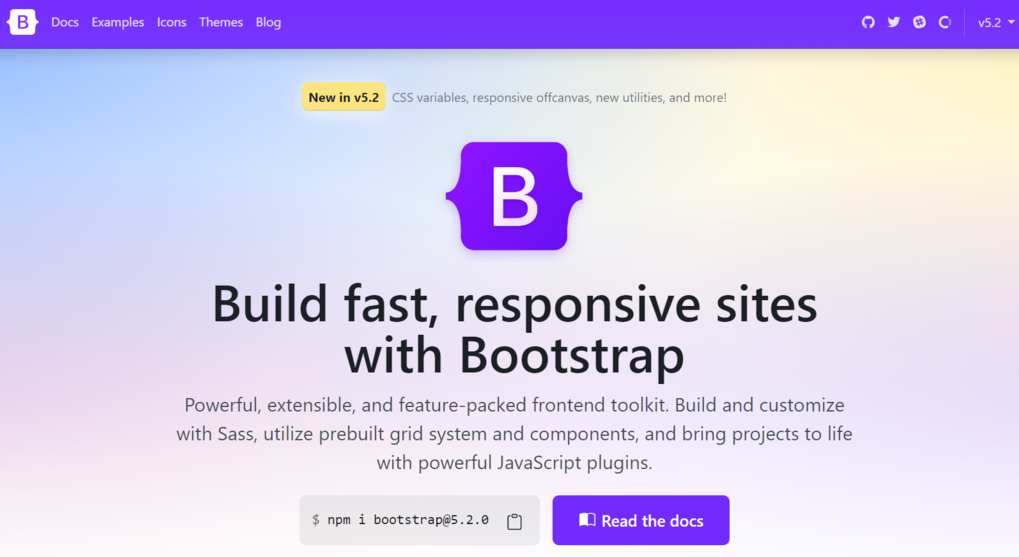 B Docs Examples Icons Themes Blog v5.2
New in v5.2 CSS variables, responsive offcanvas, new utilities, and more!
B
Build fast, responsive sites
with Bootstrap
Powerful, extensible, and feature-packed frontend toolkit. Build and customize
with Sass, utilize prebuilt grid system and components, and bring projects to life
with powerful JavaScript plugins.
$ npm i bootstrap@5.2.0 Read the docs